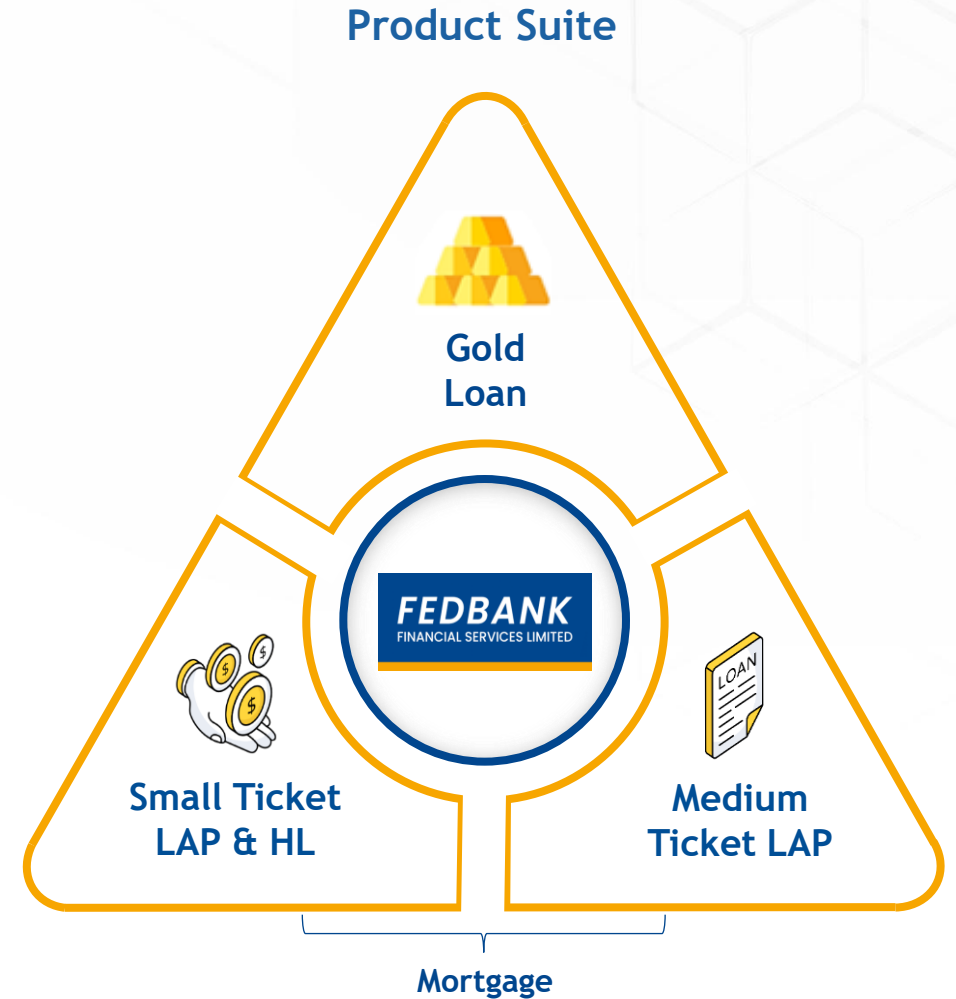 Product Suite
Gold
Loan
FEDBANK
FINANCIAL SERVICES LIMITED
$
$
$
LOAN
Small Ticket
LAP & HL
Medium
Ticket LAP
Mortgage